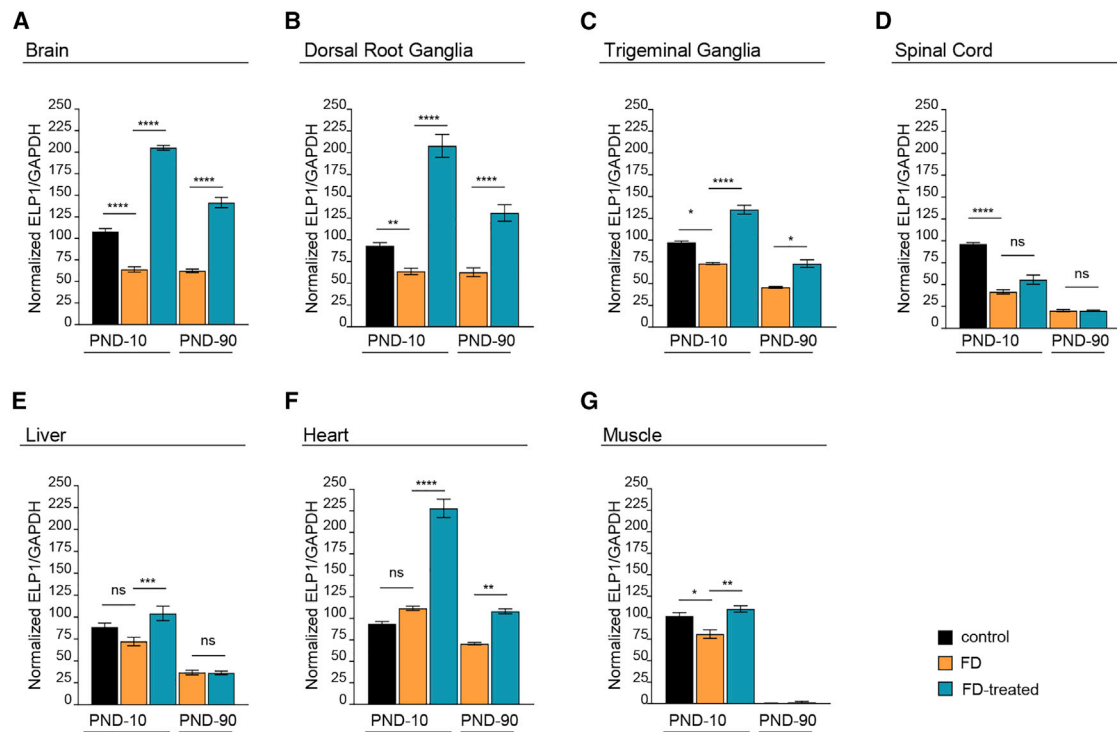 A
Brain
Normalized ELP1/GAPDH
250
225
200
175
150
125
100
75
50
25
0
****
****
****
PND-10 PND-90
B
Dorsal Root Ganglia
Normalized ELP1/GAPDH
250
225
200
175
150
125
100
75
50
25
0
**
****
****
PND-10 PND-90
C
Trigeminal Ganglia
Normalized ELP1/GAPDH
250
225
200
175
150
125
100
75
50
25
0
*
****
*
PND-10 PND-90
D
Spinal Cord
Normalized ELP1/GAPDH
250
225
200
175
150
125
100
75
50
25
0
****
ns
ns
PND-10 PND-90
E
Liver
Normalized ELP1/GAPDH
250
225
200
175
150
125
100
75
50
25
0
ns
***
ns
PND-10 PND-90
F
Heart
Normalized ELP1/GAPDH
250
225
200
175
150
125
100
75
50
25
0
ns
****
**
PND-10 PND-90
G
Muscle
Normalized ELP1/GAPDH
250
225
200
175
150
125
100
75
50
25
0
*
**
PND-10 PND-90
control
FD
FD-treated